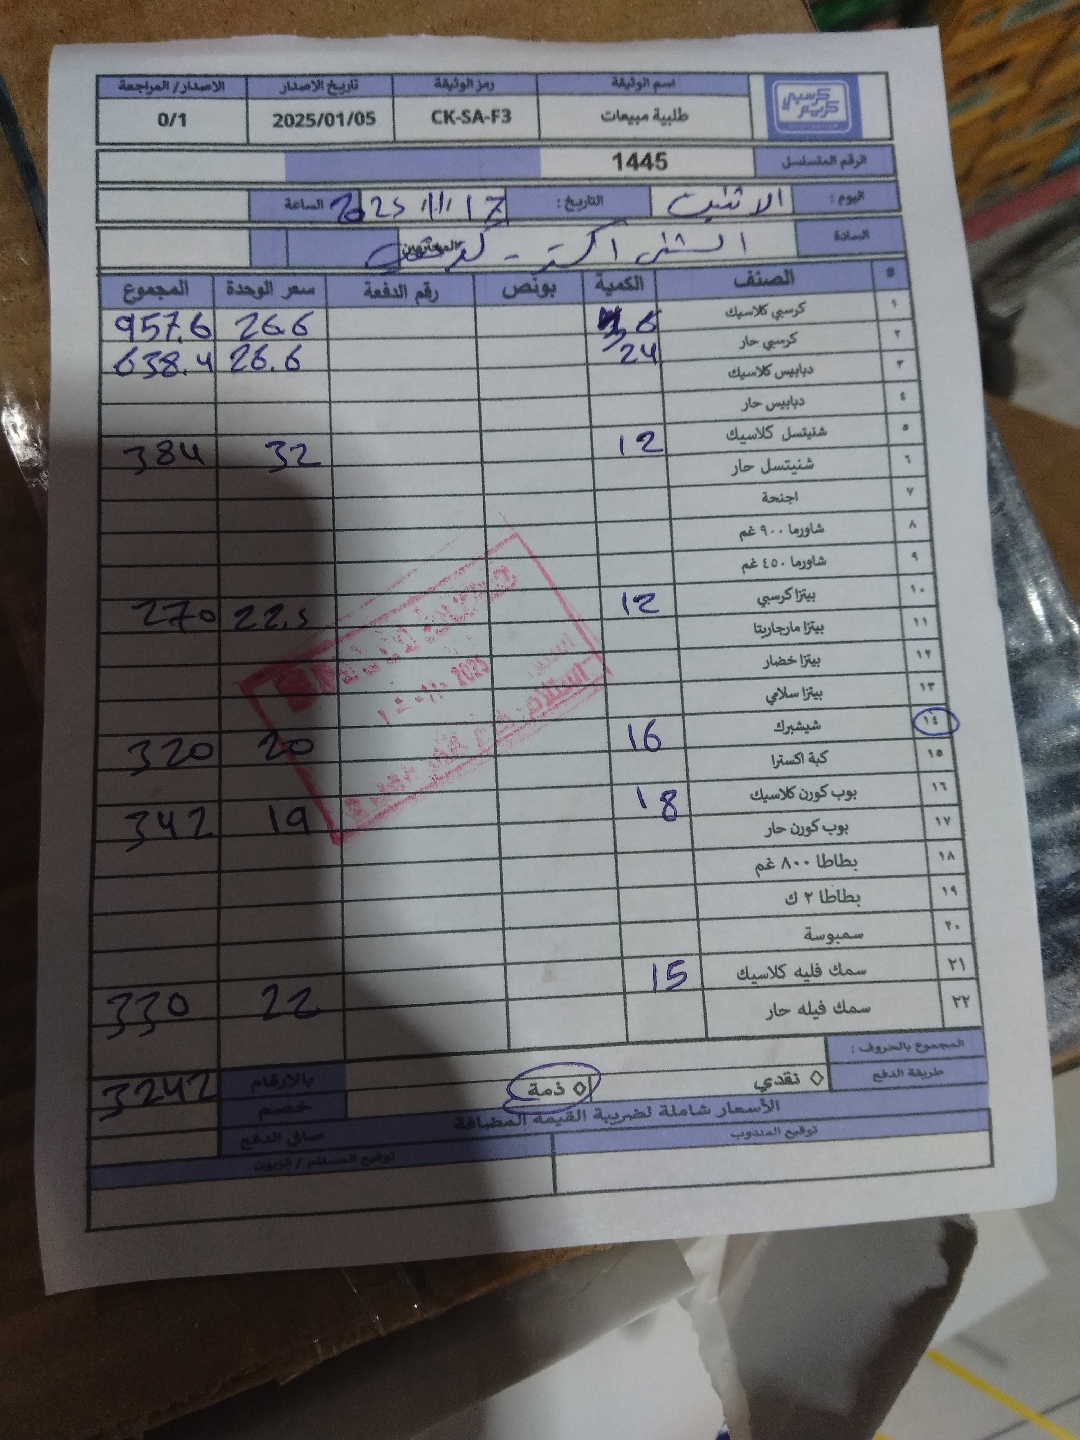 كرسبي كريم
اسم الوثيقة رمز الوثيقة تاريخ الاصدار الاصدار/المراجعة
طلبية مبيعات CK-SA-F3 2025/01/05 0/1
الرقم المتسلسل 1445
اليوم : الاثنين التاريخ : 2025/11/17 الساعة
السادة المحترمين
# الصنف الكمية بونص رقم الدفعة سعر الوحدة المجموع
١ كرسبي كلاسيك 36 26.6 957.6
٢ كرسبي حار 24 26.6 638.4
٣ دبابيس كلاسيك
٤ دبابيس حار
٥ شنيتسل كلاسيك 12 32 384
٦ شنيتسل حار
٧ اجنحة
٨ شاورما ٩٠٠ غم
٩ شاورما ٤٥٠ غم
١٠ بيتزا كرسبي 12 22.5 270
١١ بيتزا مارجاريتا
١٢ بيتزا خضار
١٣ بيتزا سلامي
١٤ شيشبرك 16 20 320
١٥ كبة اكسترا
١٦ بوب كورن كلاسيك 18 19 342
١٧ بوب كورن حار
١٨ بطاطا ٨٠٠ غم
١٩ بطاطا ٢ ك
٢٠ سمبوسة
٢١ سمك فليه كلاسيك 15 22 330
٢٢ سمك فيله حار
المجموع بالحروف :
طريقة الدفع ◊ نقدي ◊ ذمة بالارقام 3242
خصم
الأسعار شاملة لضريبة القيمة المضافة
صافي الدفع
توقيع المندوب توقيع المستلم / الزبون